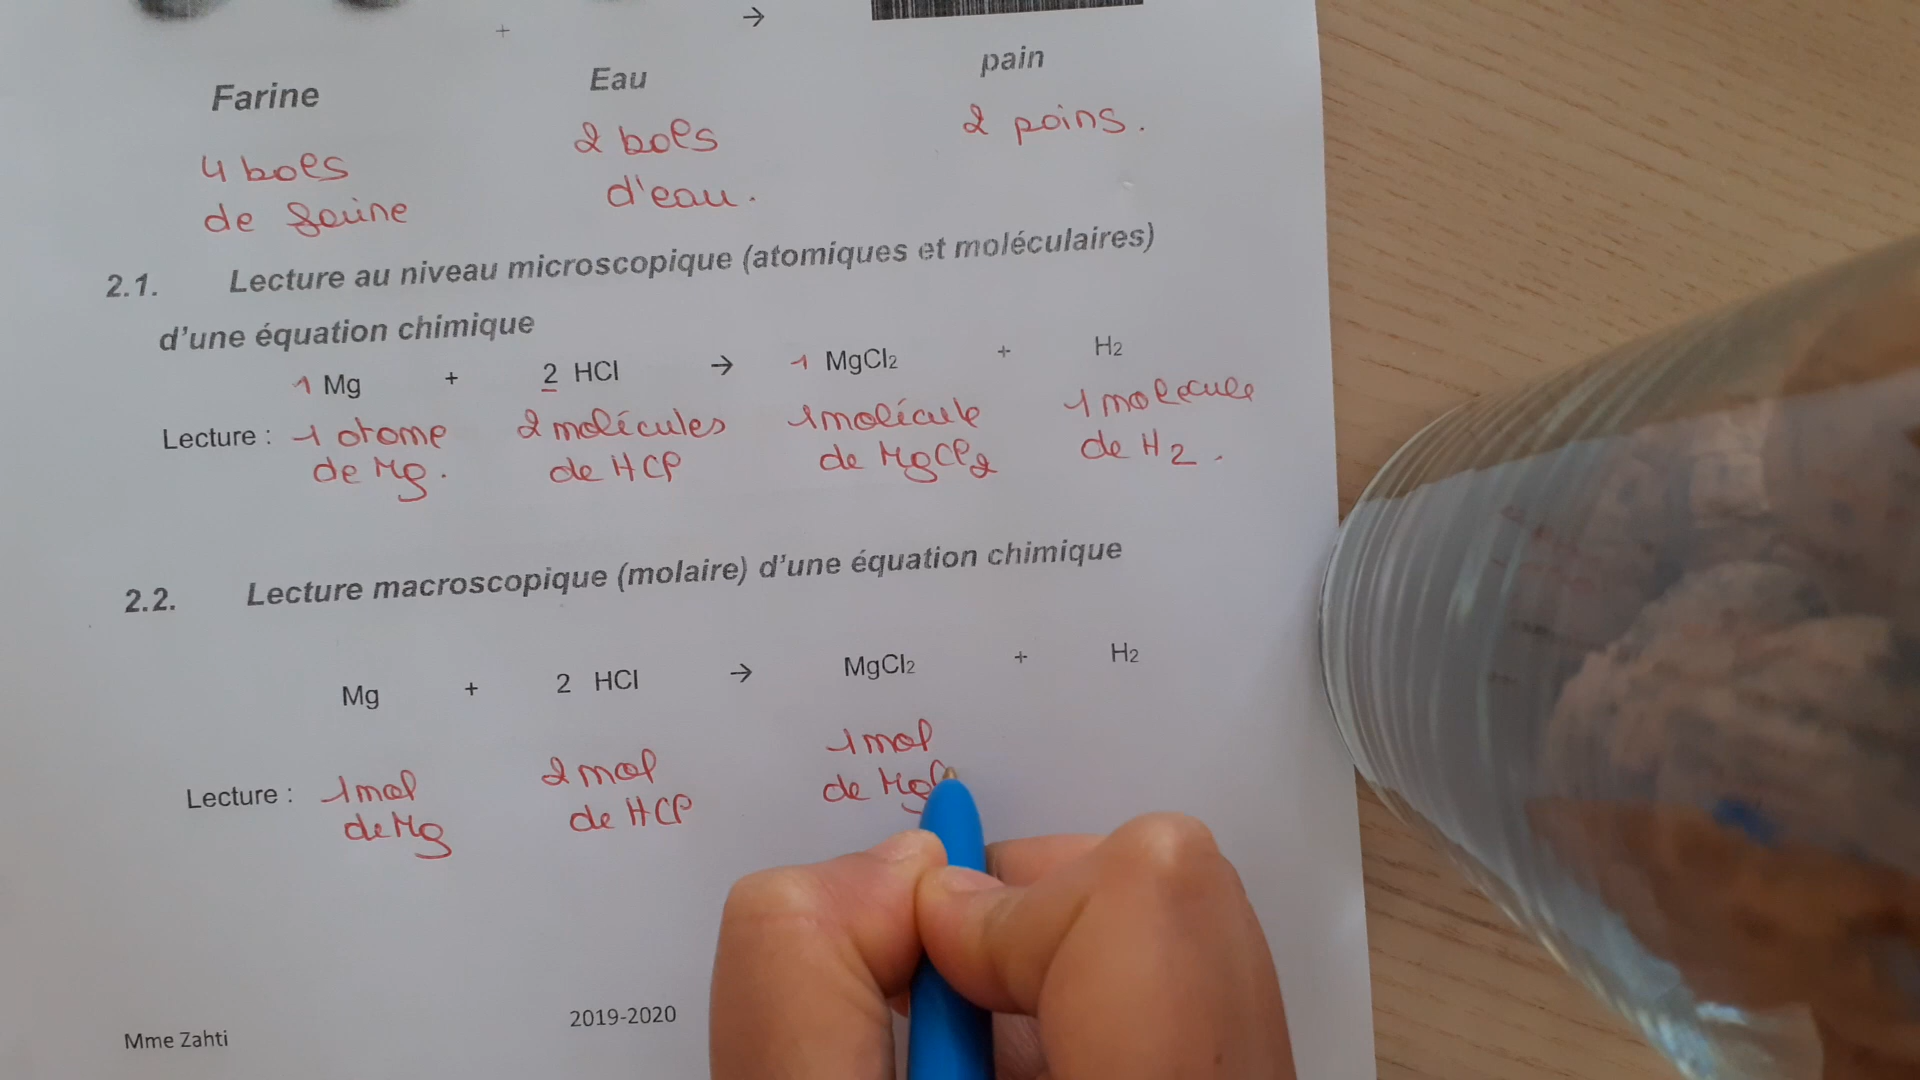 + →
Farine Eau pain
4 bols 2 bols 2 pains.
de farine d'eau.
2.1. Lecture au niveau microscopique (atomiques et moléculaires)
d'une équation chimique
1 Mg + 2 HCl → 1 MgCl2 + H2
Lecture : 1 atome 2 molécules 1 molécule 1 molécule
de Mg. de HCl de MgCl2 de H2.
2.2. Lecture macroscopique (molaire) d'une équation chimique
Mg + 2 HCl → MgCl2 + H2
Lecture : 1 mol 2 mol 1 mol
de Mg de HCl de Mg
Mme Zahti 2019-2020